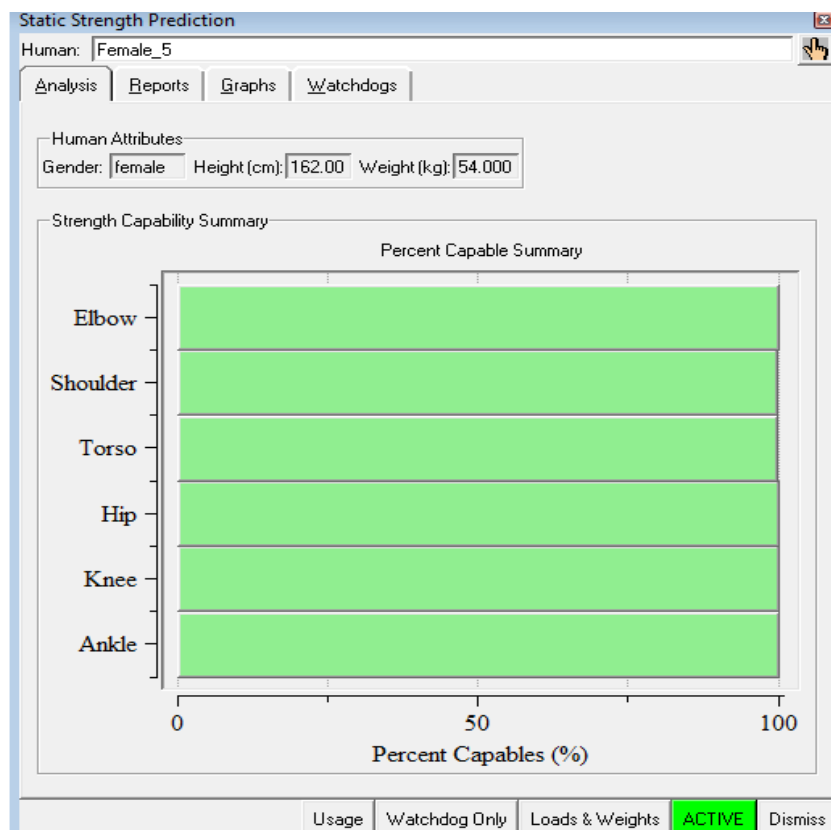 Static Strength Prediction
Human: Female_5
Analysis Reports Graphs Watchdogs
Human Attributes
Gender: female Height (cm): 162.00 Weight (kg): 54.000
Strength Capability Summary
Percent Capable Summary
Elbow
Shoulder
Torso
Hip
Knee
Ankle
0 50 100
Percent Capables (%)
Usage Watchdog Only Loads & Weights ACTIVE Dismiss